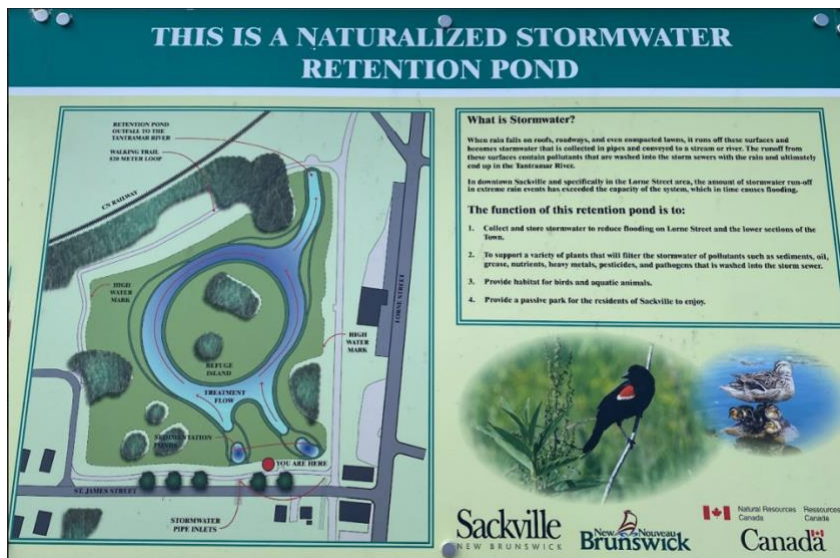 THIS IS A NATURALIZED STORMWATER
RETENTION POND
RETENTION POND
OUTFALL TO THE
TANTRAMAR RIVER
WALKING TRAIL
LOOP
CN RAILWAY
HIGH
WATER
MARK
HIGH
WATER
MARK
LORNE STREET
REFUGE
ISLAND
TREATMENT
FLOW
SEDIMENTATION
PONDS
YOU ARE HERE
ST. JAMES STREET
STORMWATER
PIPE INLETS
What is Stormwater?
When rain falls on roofs, roadways, and even compacted lawns, it runs off these surfaces and
becomes stormwater that is collected in pipes and conveyed to a stream or river. The runoff from
these surfaces contain pollutants that are washed into the storm sewers with the rain and ultimately
end up in the Tantramar River.
In downtown Sackville and specifically in the Lorne Street area, the amount of stormwater run-off
in extreme rain events has exceeded the capacity of the system, which in time causes flooding.
The function of this retention pond is to:
1. Collect and store stormwater to reduce flooding on Lorne Street and the lower sections of the
Town.
2. To support a variety of plants that will filter the stormwater of pollutants such as sediments, oil,
grease, nutrients, heavy metals, pesticides, and pathogens that is washed into the storm sewer.
3. Provide habitat for birds and aquatic animals.
4. Provide a passive park for the residents of Sackville to enjoy.
Sackville
NEW BRUNSWICK
New Nouveau
Brunswick
Natural Resources
Canada
Ressources
Canada
Canada